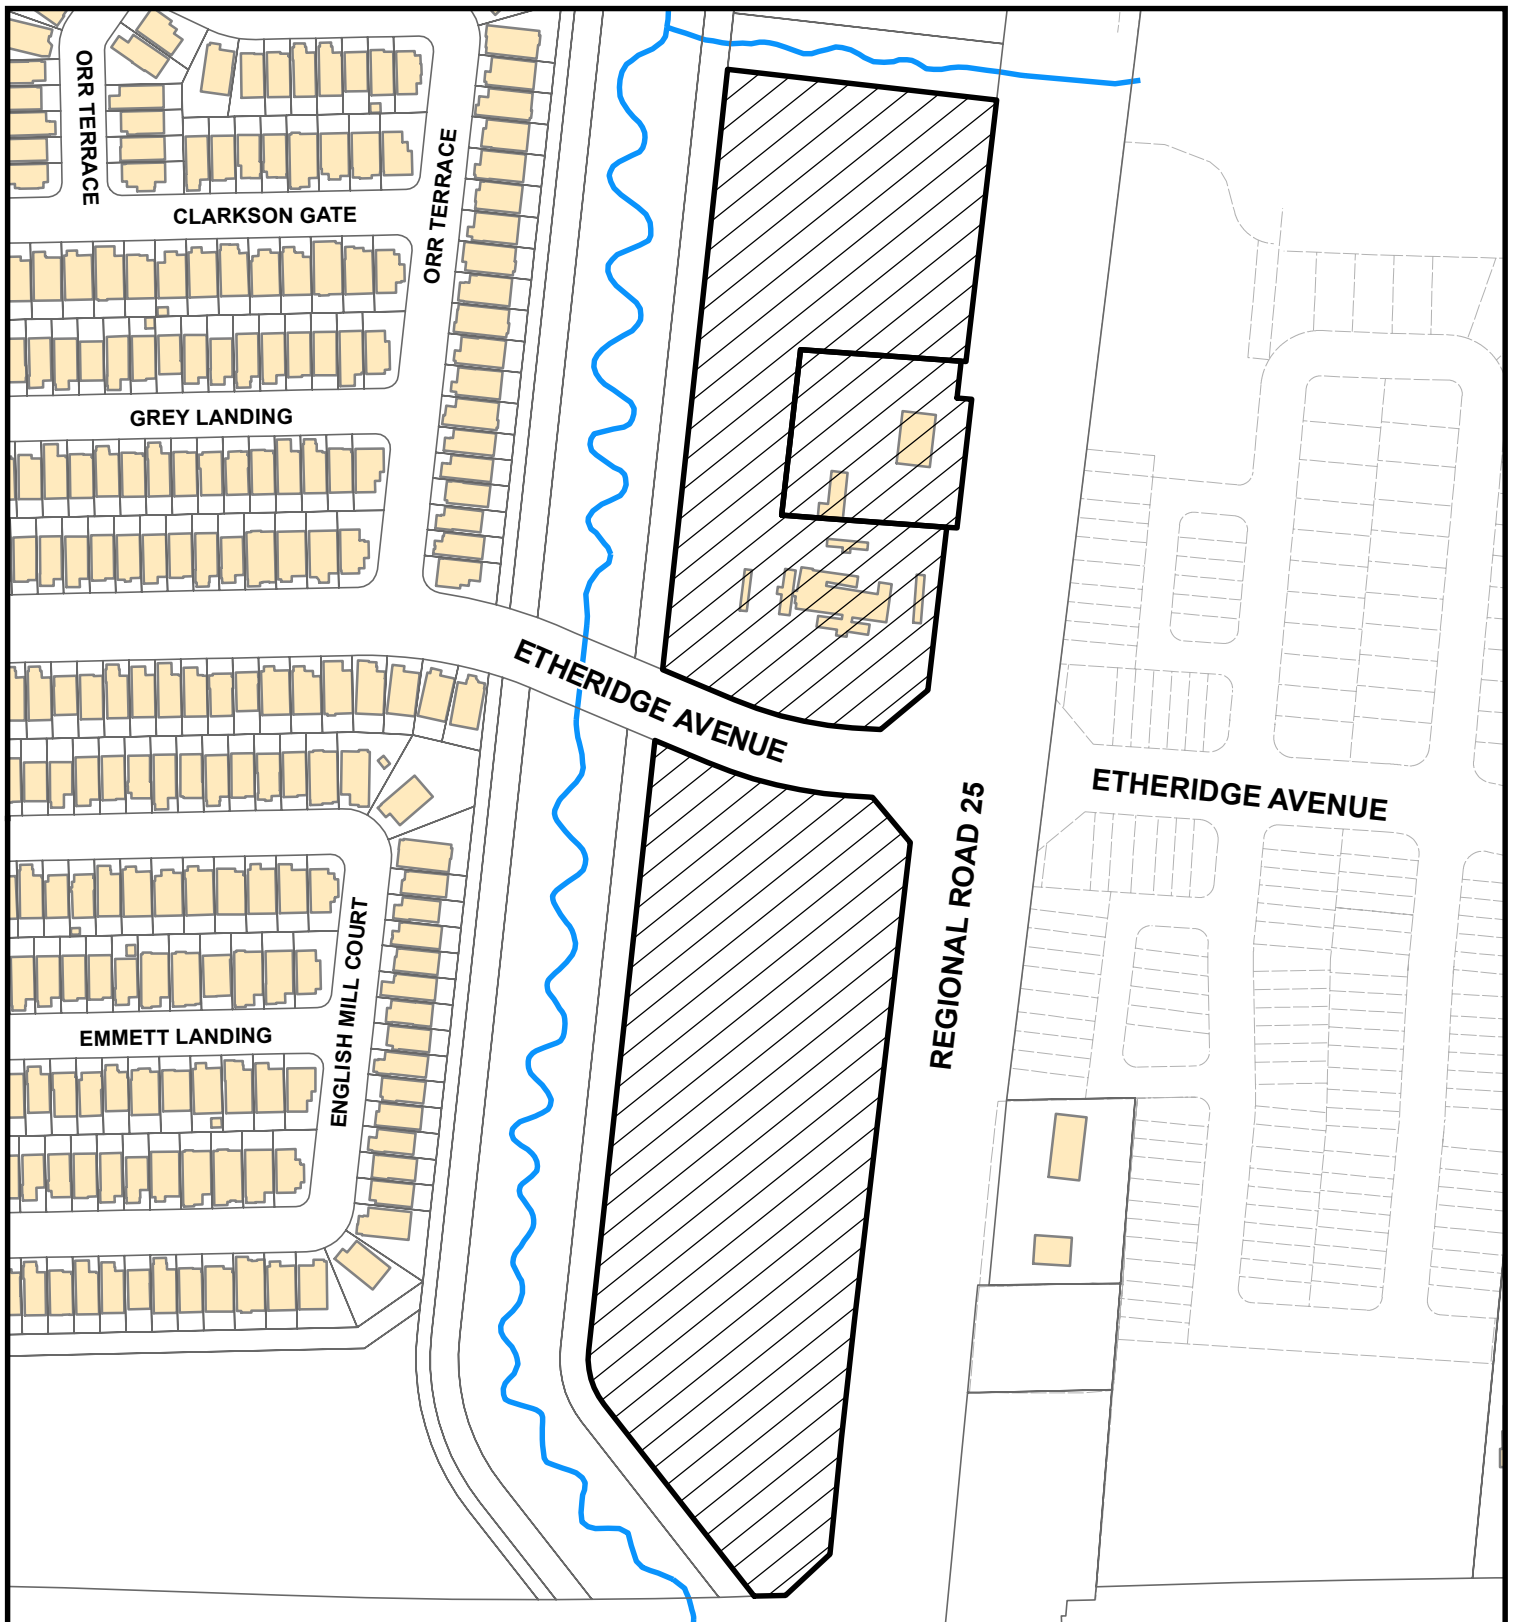 ORR TERRACE
CLARKSON GATE
ORR TERRACE
GREY LANDING
ETHERIDGE AVENUE
ETHERIDGE AVENUE
REGIONAL ROAD 25
ENGLISH MILL COURT
EMMETT LANDING